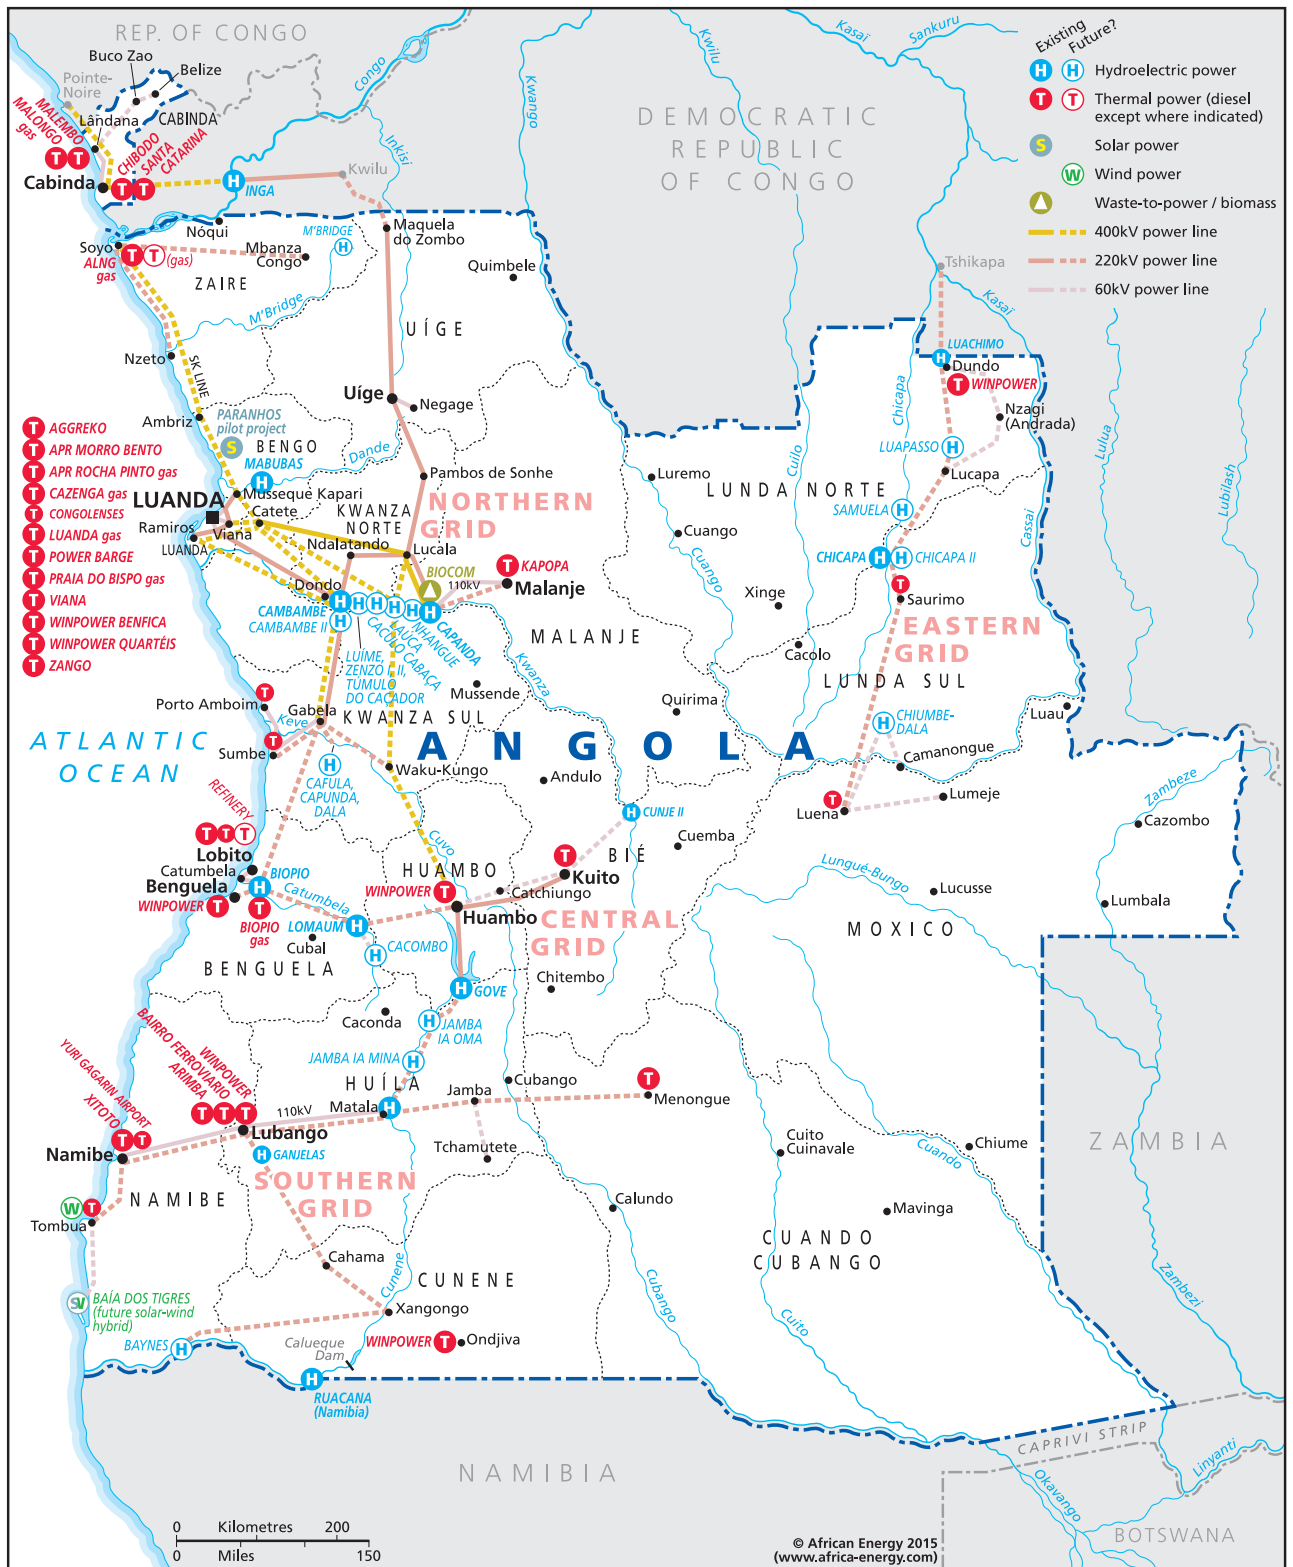 REP. OF CONGO
Buco Zao
Belize
Pointe-
Noire
Lândana
CABINDA
MALEMBO
MALONGO
gas
CHIBODO
SANTA
CATARINA
Cabinda
INGA
Kwilu
Congo
Inkisi
Kwango
Kwilu
Kasaï
Sankuru
DEMOCRATIC
REPUBLIC
OF CONGO
Existing
Future?
H H Hydroelectric power
T T Thermal power (diesel
except where indicated)
S Solar power
W Wind power
Waste-to-power / biomass
400kV power line
220kV power line
60kV power line
Nóqui
M'BRIDGE
Maquela
do Zombo
Soyo
ALNG
gas
(gas)
Mbanza
Congo
ZAIRE
Quimbele
M'Bridge
UÍGE
Nzeto
SK LINE
Uíge
Negage
Ambriz
PARANHOS
pilot project
BENGO
Dande
MABUBAS
Pambos de Sonhe
Tshikapa
Kasaï
LUACHIMO
Dundo
WINPOWER
Nzagi
(Andrada)
Chicapa
LUAPASSO
Lucapa
Cuilo
Luremo
LUNDA NORTE
SAMUELA
Cuango
Cuango
CHICAPA
CHICAPA II
Cassai
Lulua
Lubilash
T AGGREKO
T APR MORRO BENTO
T APR ROCHA PINTO gas
T CAZENGA gas
T CONGOLENSES
T LUANDA gas
T POWER BARGE
T PRAIA DO BISPO gas
T VIANA
T WINPOWER BENFICA
T WINPOWER QUARTÉIS
T ZANGO
LUANDA
Musseque Kapari
Catete
Viana
Ramiros
LUANDA
KWANZA
NORTE
NORTHERN
GRID
Ndalatando
Lucala
BIOCOM
110kV
KAPOPA
Malanje
Dondo
CAMBAMBE
CAMBAMBE II
LUÍME,
ZENZO I, II,
TÚMULO
DO CAÇADOR
CACULO CABAÇA
LAÚCA
NHANGUE
CAPANDA
MALANJE
Kwanza
Xinge
Saurimo
EASTERN
GRID
Cacolo
LUNDA SUL
Mussende
Quirima
Luau
CHIUMBE-
DALA
Camanongue
Porto Amboim
Keve
Gabela
KWANZA SUL
Sumbe
ATLANTIC
OCEAN
ANGOLA
CAFULA,
CAPUNDA,
DALA
Waku-Kungo
Andulo
Luena
Lumeje
Zambeze
Cazombo
CUNJE II
Cuemba
REFINERY
Lobito
Catumbela
BIOPIO
Benguela
WINPOWER
BIOPIO
gas
Catumbela
Cuvo
HUAMBO
WINPOWER
BIÉ
Kuito
Catchiungo
Huambo
CENTRAL
GRID
Lungué-Bungo
Lucusse
Lumbala
MOXICO
LOMAUM
Cubal
CACOMBO
BENGUELA
GOVE
Chitembo
Caconda
JAMBA
IA OMA
JAMBA IA MINA
HUÍLA
YURI GAGARIN AIRPORT
XITOTO
BAIRRO FERROVIARIO
WINPOWER
ARIMBA
110kV
Matala
Jamba
Cubango
Menongue
Lubango
Namibe
GANJELAS
Tchamutete
Cuito
Cuinavale
Chiume
Cuando
ZAMBIA
SOUTHERN
GRID
NAMIBE
Tombua
Calundo
Mavinga
CUANDO
CUBANGO
Cahama
Cunene
CUNENE
Cubango
Cuito
Zambezi
BAÍA DOS TIGRES
(future solar-wind
hybrid)
Xangongo
BAYNES
Calueque
Dam
WINPOWER
Ondjiva
RUACANA
(Namibia)
NAMIBIA
CAPRIVI STRIP
Okavango
Linyanti
BOTSWANA
0 Kilometres 200
0 Miles 150
© African Energy 2015
(www.africa-energy.com)